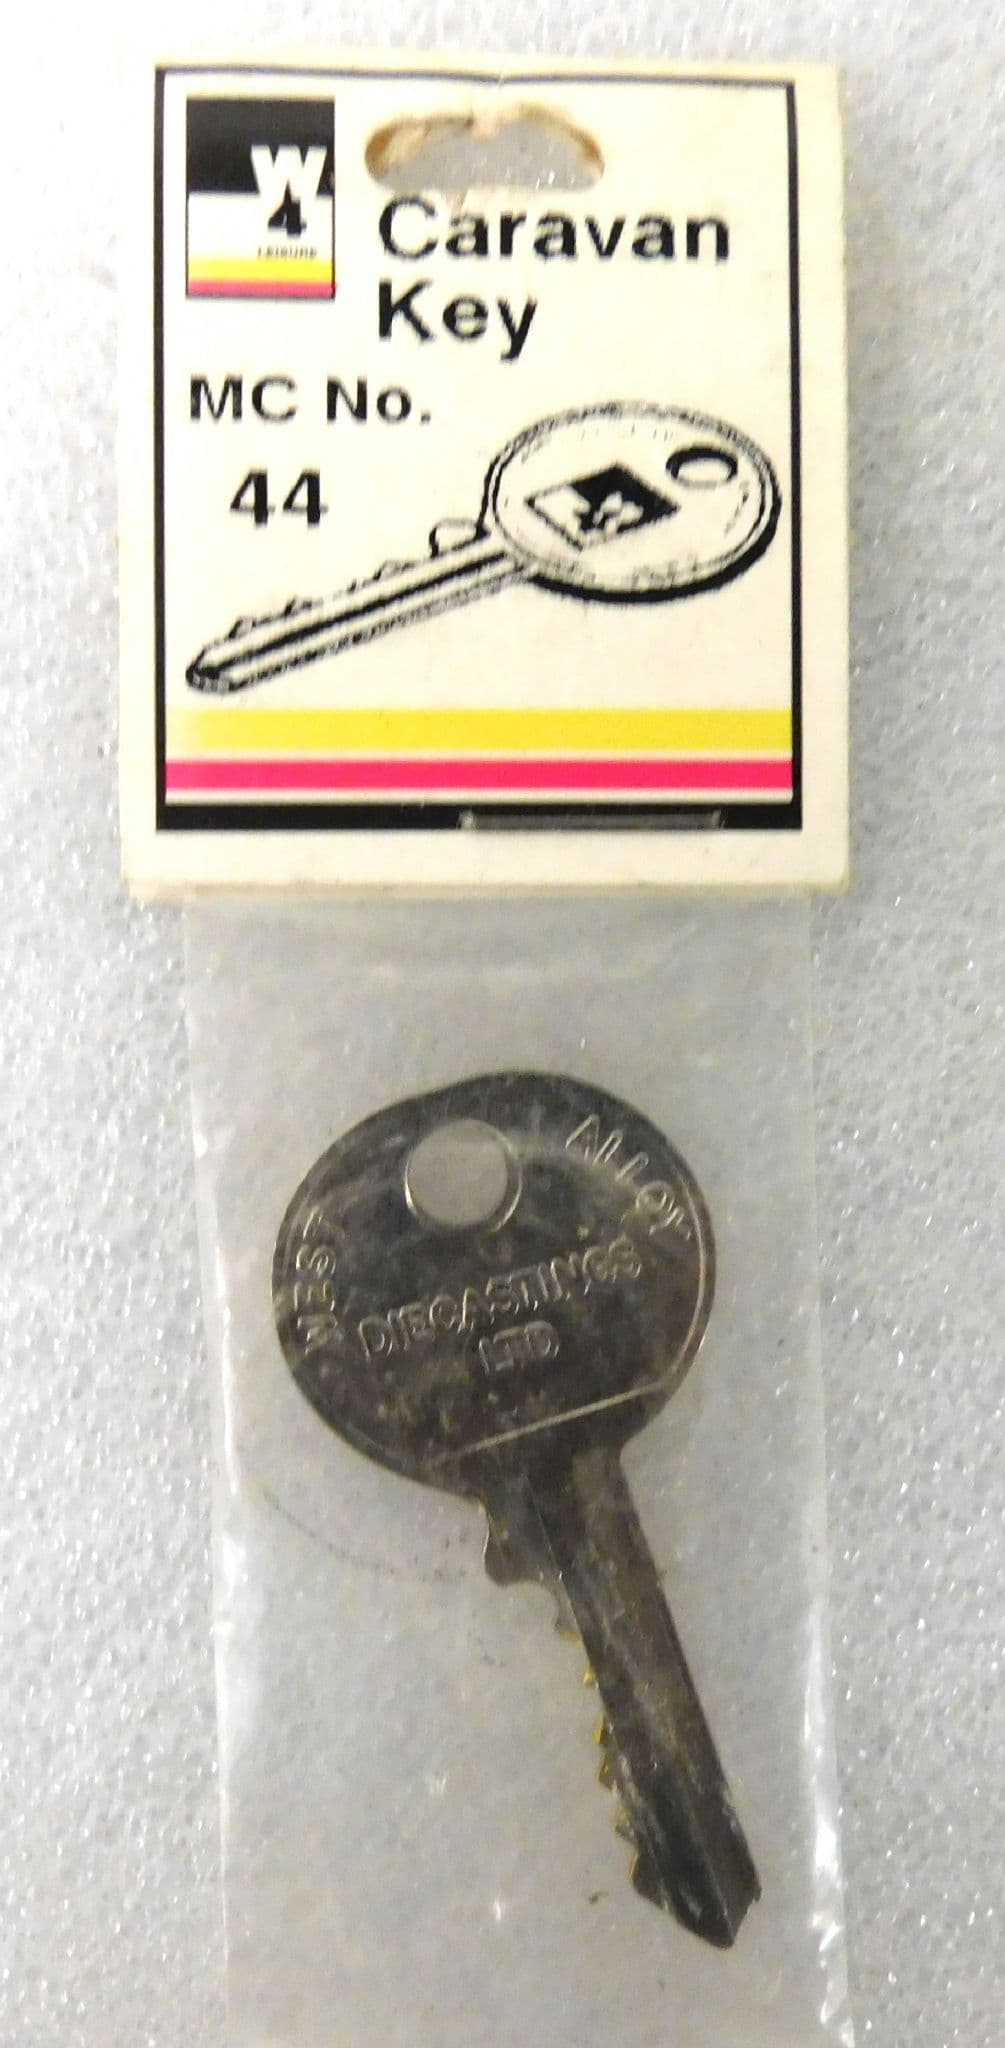 W
4
LEISURE
Caravan
Key
MC No.
44
WEST
ALLOY
DIECASTINGS
LTD